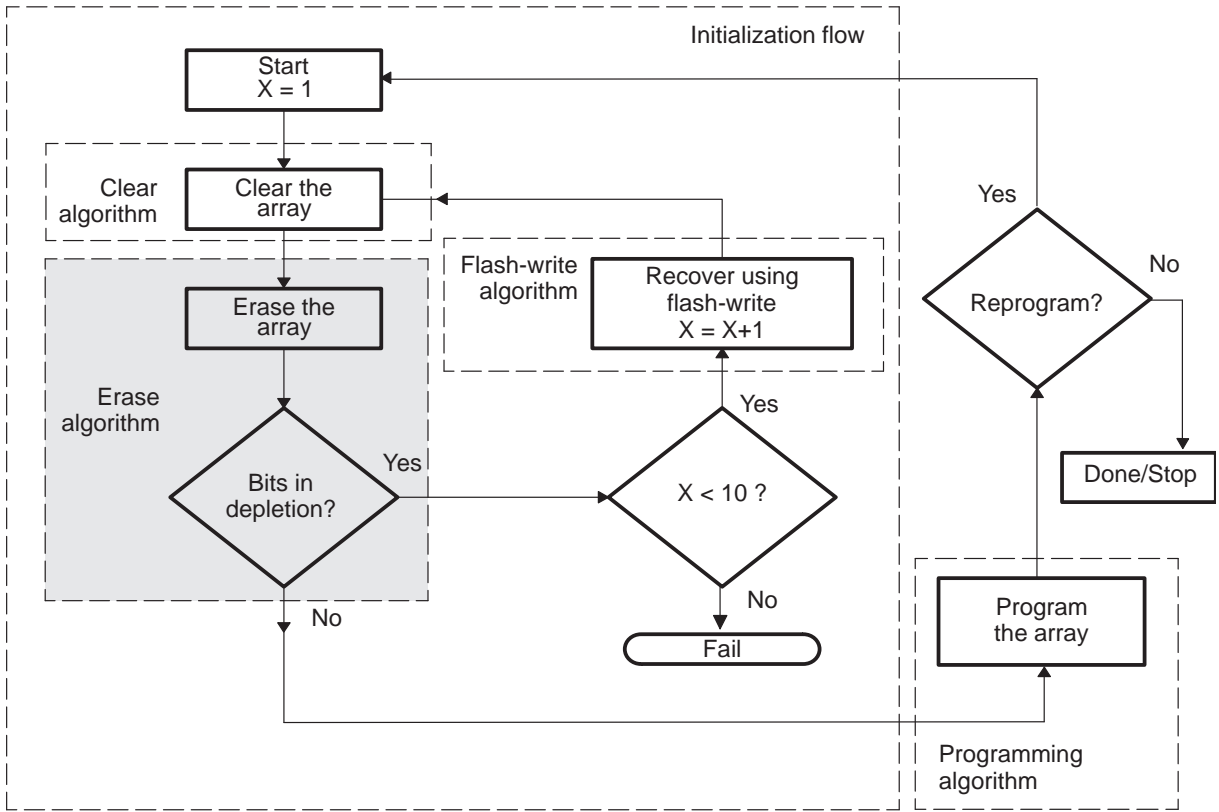 Initialization flow
Start
X = 1
Clear
algorithm
Clear the
array
Yes
Flash-write
algorithm
Recover using
flash-write
X = X+1
No
Reprogram?
Erase the
array
Erase
algorithm
Yes
Yes
Bits in
depletion?
X < 10 ?
Done/Stop
No
No
Fail
Program
the array
Programming
algorithm